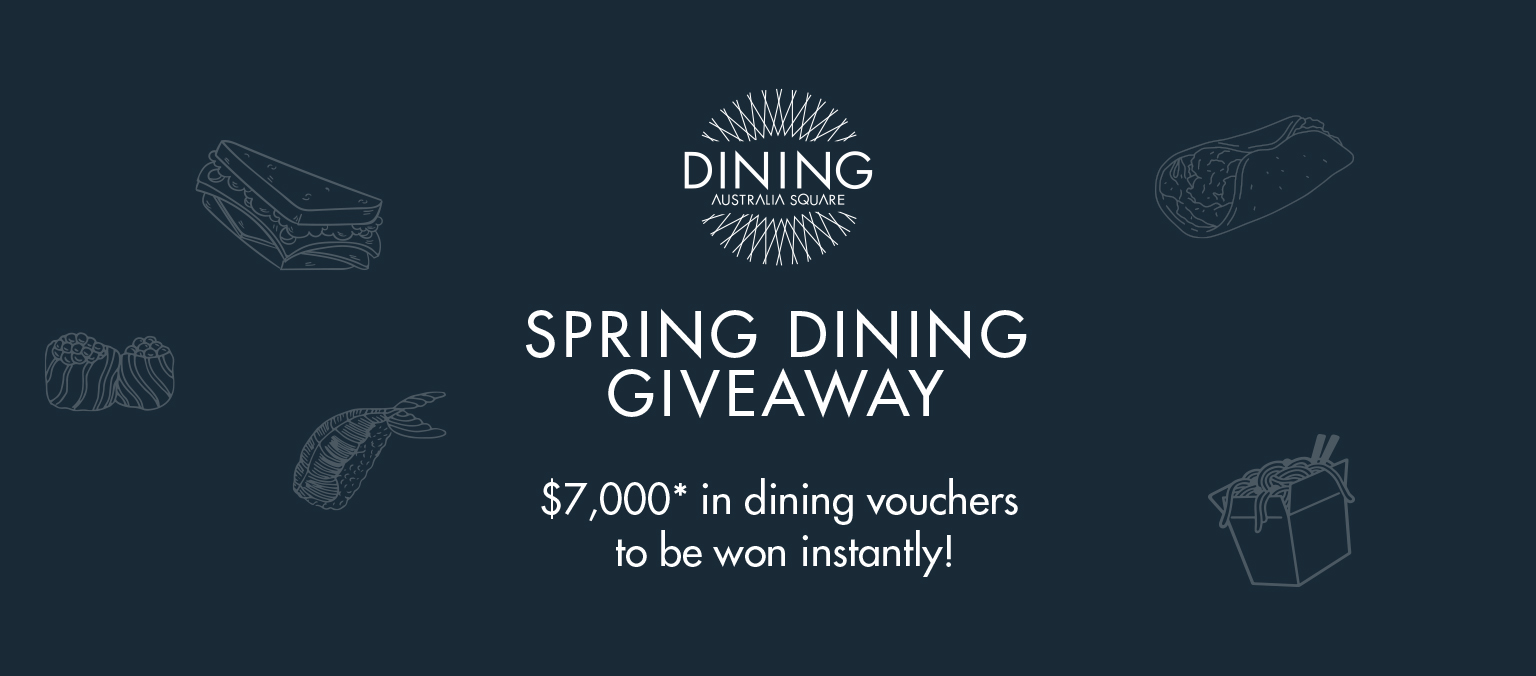 DINING
AUSTRALIA SQUARE
SPRING DINING
GIVEAWAY
$7,000* in dining vouchers
to be won instantly!